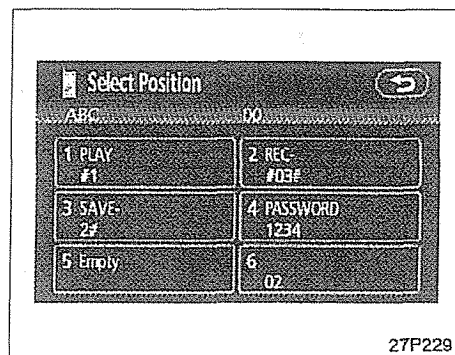 Select Position
ABC 00
1 PLAY
#1
2 REC-
#03#
3 SAVE-
2#
4 PASSWORD
1234
5 Empty
6
02
27P229